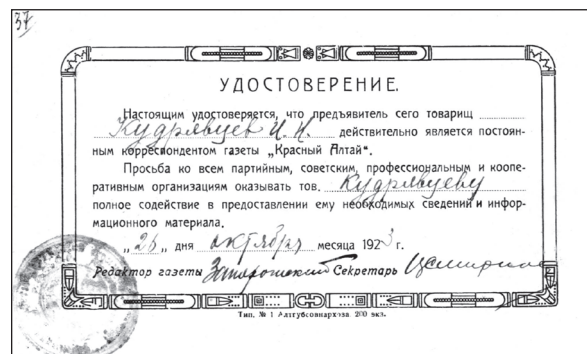 37
УДОСТОВЕРЕНИЕ.
Настоящим удостоверяется, что предъявитель сего товарищ
Кудрявцев И. И. действительно является постоян-
ным корреспондентом газеты „Красный Алтай".
Просьба ко всем партийным, советским, профессиональным и коопе-
ративным организациям оказывать тов. Кудрявцеву
полное содействие в предоставлении ему необходимых сведений и инфор-
мационного материала.
„26„ дня октября месяца 1923 г.
Редактор газеты Секретарь
Тип. № 1 Алтгубсовнархоза. 200 экз.